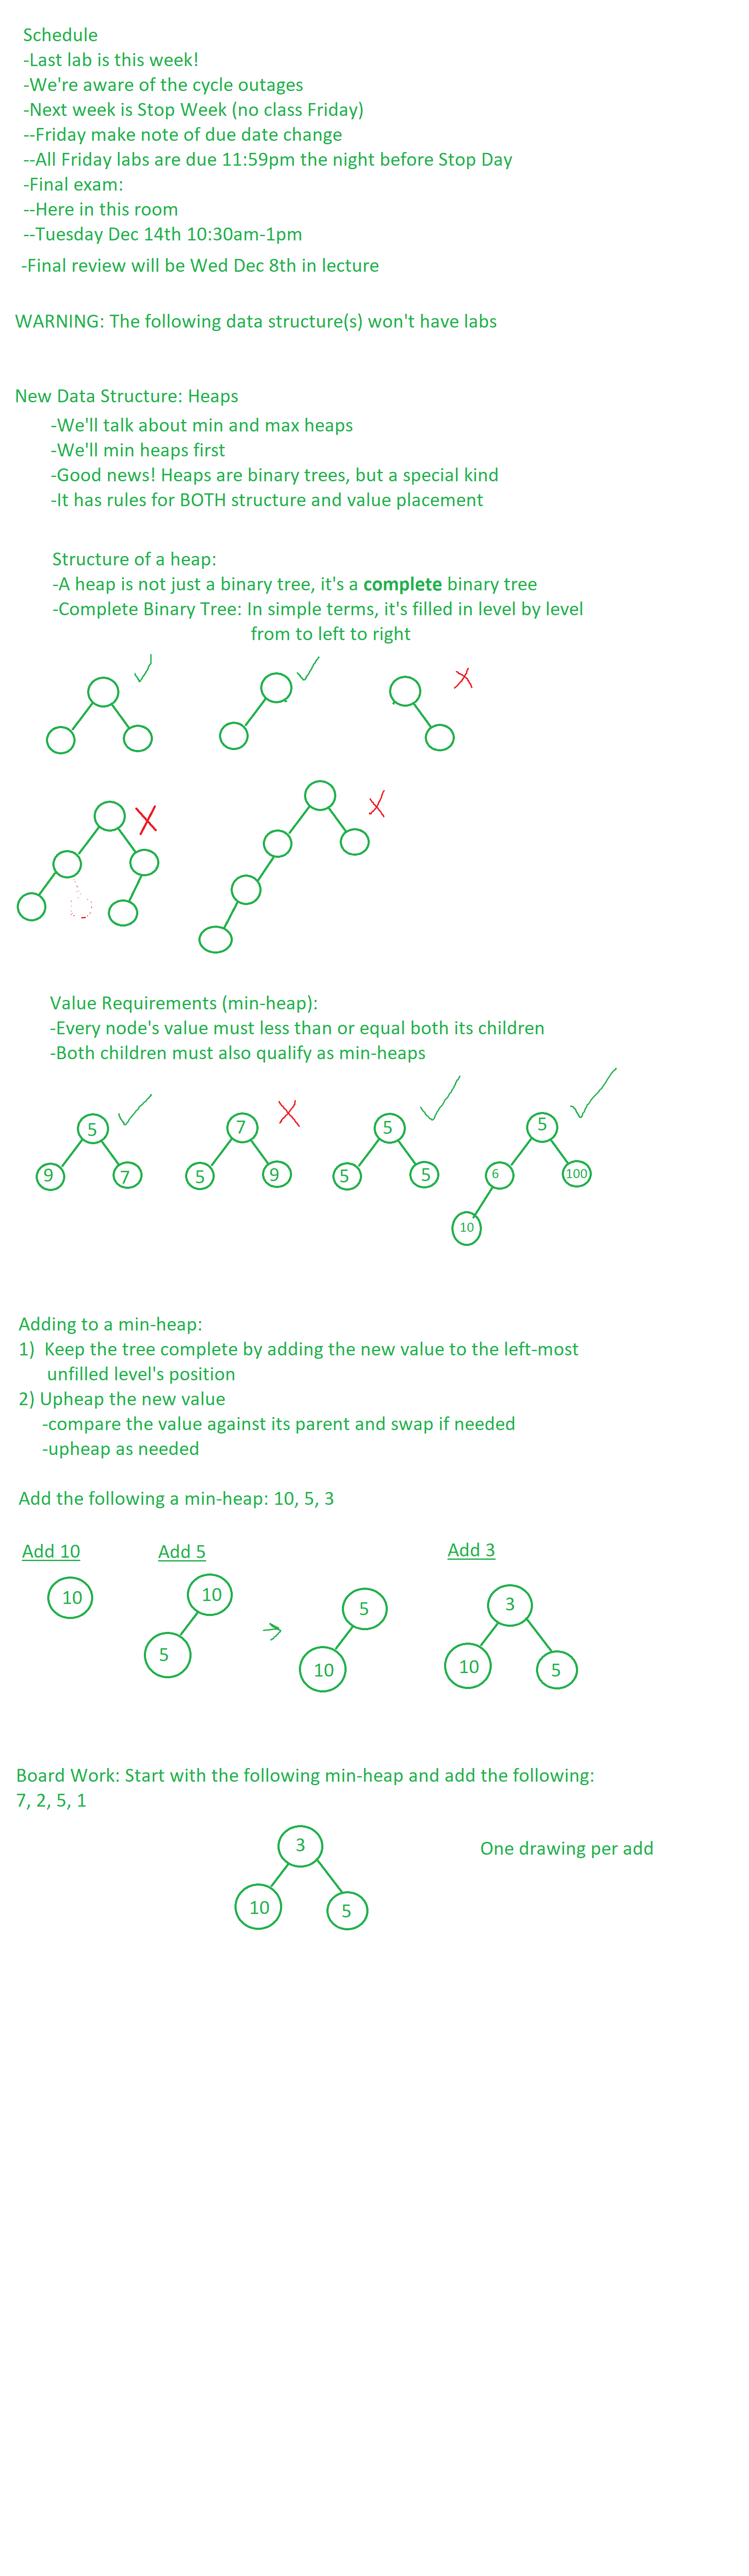 Schedule
-Last lab is this week!
-We're aware of the cycle outages
-Next week is Stop Week (no class Friday)
--Friday make note of due date change
--All Friday labs are due 11:59pm the night before Stop Day
-Final exam:
--Here in this room
--Tuesday Dec 14th 10:30am-1pm
-Final review will be Wed Dec 8th in lecture
WARNING: The following data structure(s) won't have labs
New Data Structure: Heaps
-We'll talk about min and max heaps
-We'll min heaps first
-Good news! Heaps are binary trees, but a special kind
-It has rules for BOTH structure and value placement
Structure of a heap:
-A heap is not just a binary tree, it's a complete binary tree
-Complete Binary Tree: In simple terms, it's filled in level by level
from to left to right
Value Requirements (min-heap):
-Every node's value must less than or equal both its children
-Both children must also qualify as min-heaps
5 7 5 5
9 7 5 9 5 5 6 100
10
Adding to a min-heap:
1) Keep the tree complete by adding the new value to the left-most
unfilled level's position
2) Upheap the new value
-compare the value against its parent and swap if needed
-upheap as needed
Add the following a min-heap: 10, 5, 3
Add 10 Add 5 Add 3
10 10 5 3
5 10 10 5
Board Work: Start with the following min-heap and add the following:
7, 2, 5, 1
3 One drawing per add
10 5